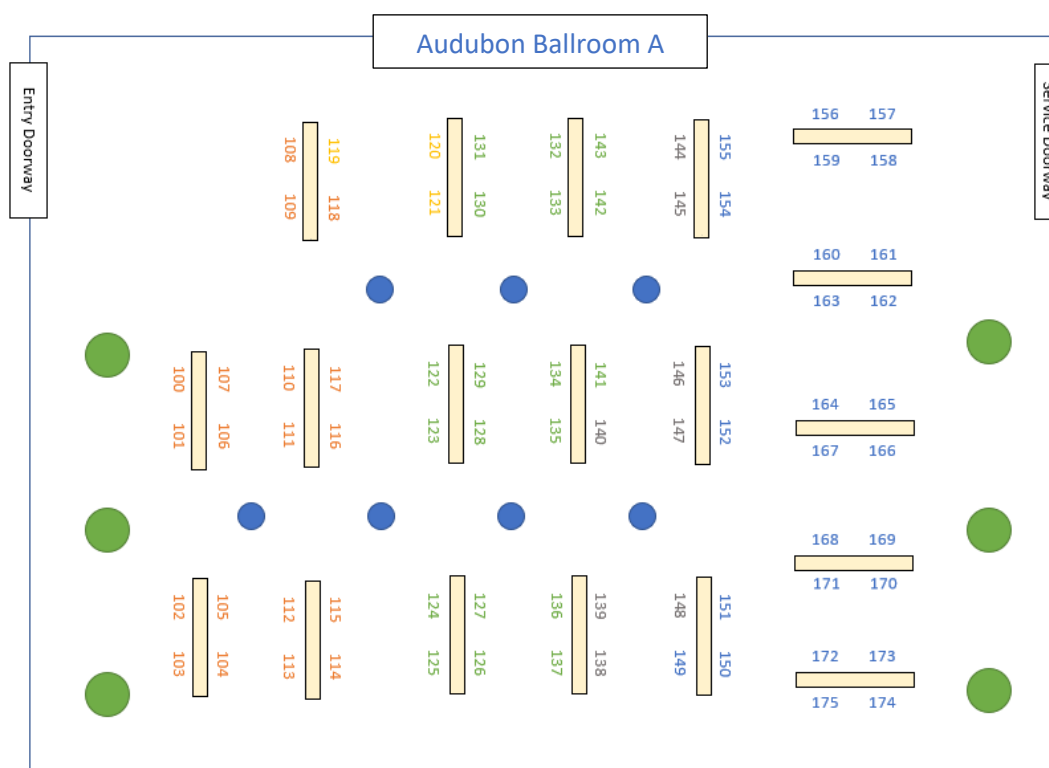 Audubon Ballroom A
Entry Doorway
Service Doorway
108 119 120 131 132 143 144 155
109 118 121 130 133 142 145 154
156 157
159 158
160 161
163 162
100 107 110 117 122 129 134 141 146 153
101 106 111 116 123 128 135 140 147 152
164 165
167 166
168 169
171 170
102 105 112 115 124 127 136 139 148 151
103 104 113 114 125 126 137 138 149 150
172 173
175 174